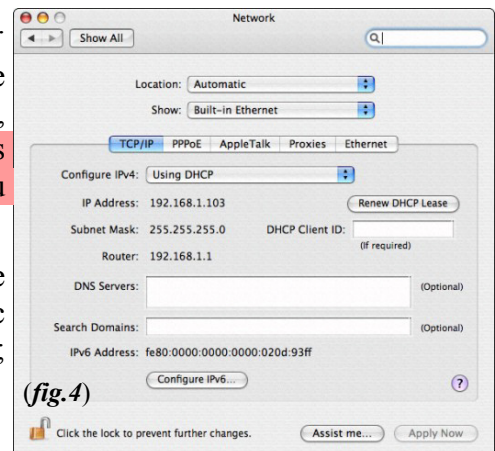 Network
Show All
Location: Automatic
Show: Built-in Ethernet
TCP/IP PPPoE AppleTalk Proxies Ethernet
Configure IPv4: Using DHCP
IP Address: 192.168.1.103 Renew DHCP Lease
Subnet Mask: 255.255.255.0 DHCP Client ID:
(If required)
Router: 192.168.1.1
DNS Servers: (Optional)
Search Domains: (Optional)
IPv6 Address: fe80:0000:0000:0000:020d:93ff
Configure IPv6... ?
(fig.4)
Click the lock to prevent further changes. Assist me... Apply Now